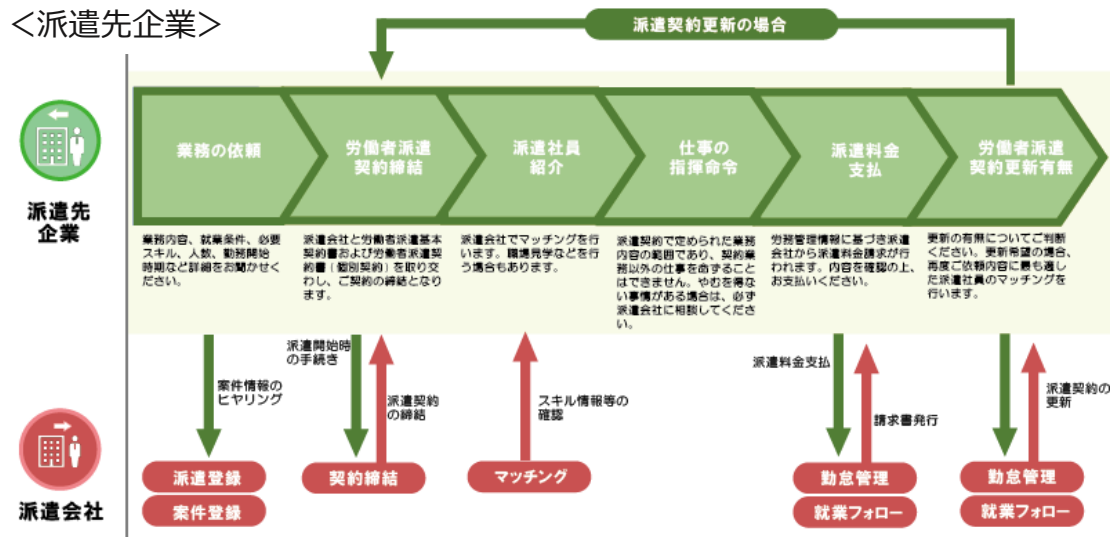 ＜派遣先企業＞
派遣契約更新の場合
派遣先
企業
業務の依頼
労働者派遣
契約締結
派遣社員
紹介
仕事の
指揮命令
派遣料金
支払
労働者派遣
契約更新有無
業務内容、就業条件、必要
スキル、人数、勤務開始
時期など詳細をお聞かせく
ださい。
派遣会社と労働者派遣基本
契約書および労働者派遣契
約書（個別契約）を取り交
わし、ご契約の締結となり
ます。
派遣会社でマッチングを行
います。職場見学などを行
う場合もあります。
派遣契約で定められた業務
内容の範囲であり、契約業
務以外の仕事を命ずること
はできません。やむを得な
い事情がある場合は、必ず
派遣会社に相談してくださ
い。
労務管理情報に基づき派遣
会社から派遣料金請求が行
われます。内容を確認の上、
お支払いください。
更新の有無についてご判断
ください。更新希望の場合、
再度ご依頼内容に最も適し
た派遣社員のマッチングを
行います。
案件情報の
ヒヤリング
派遣開始時
の手続き
派遣契約
の締結
スキル情報等の
確認
派遣料金支払
請求書発行
派遣契約の
更新
派遣会社
派遣登録
案件登録
契約締結
マッチング
勤怠管理
就業フォロー
勤怠管理
就業フォロー